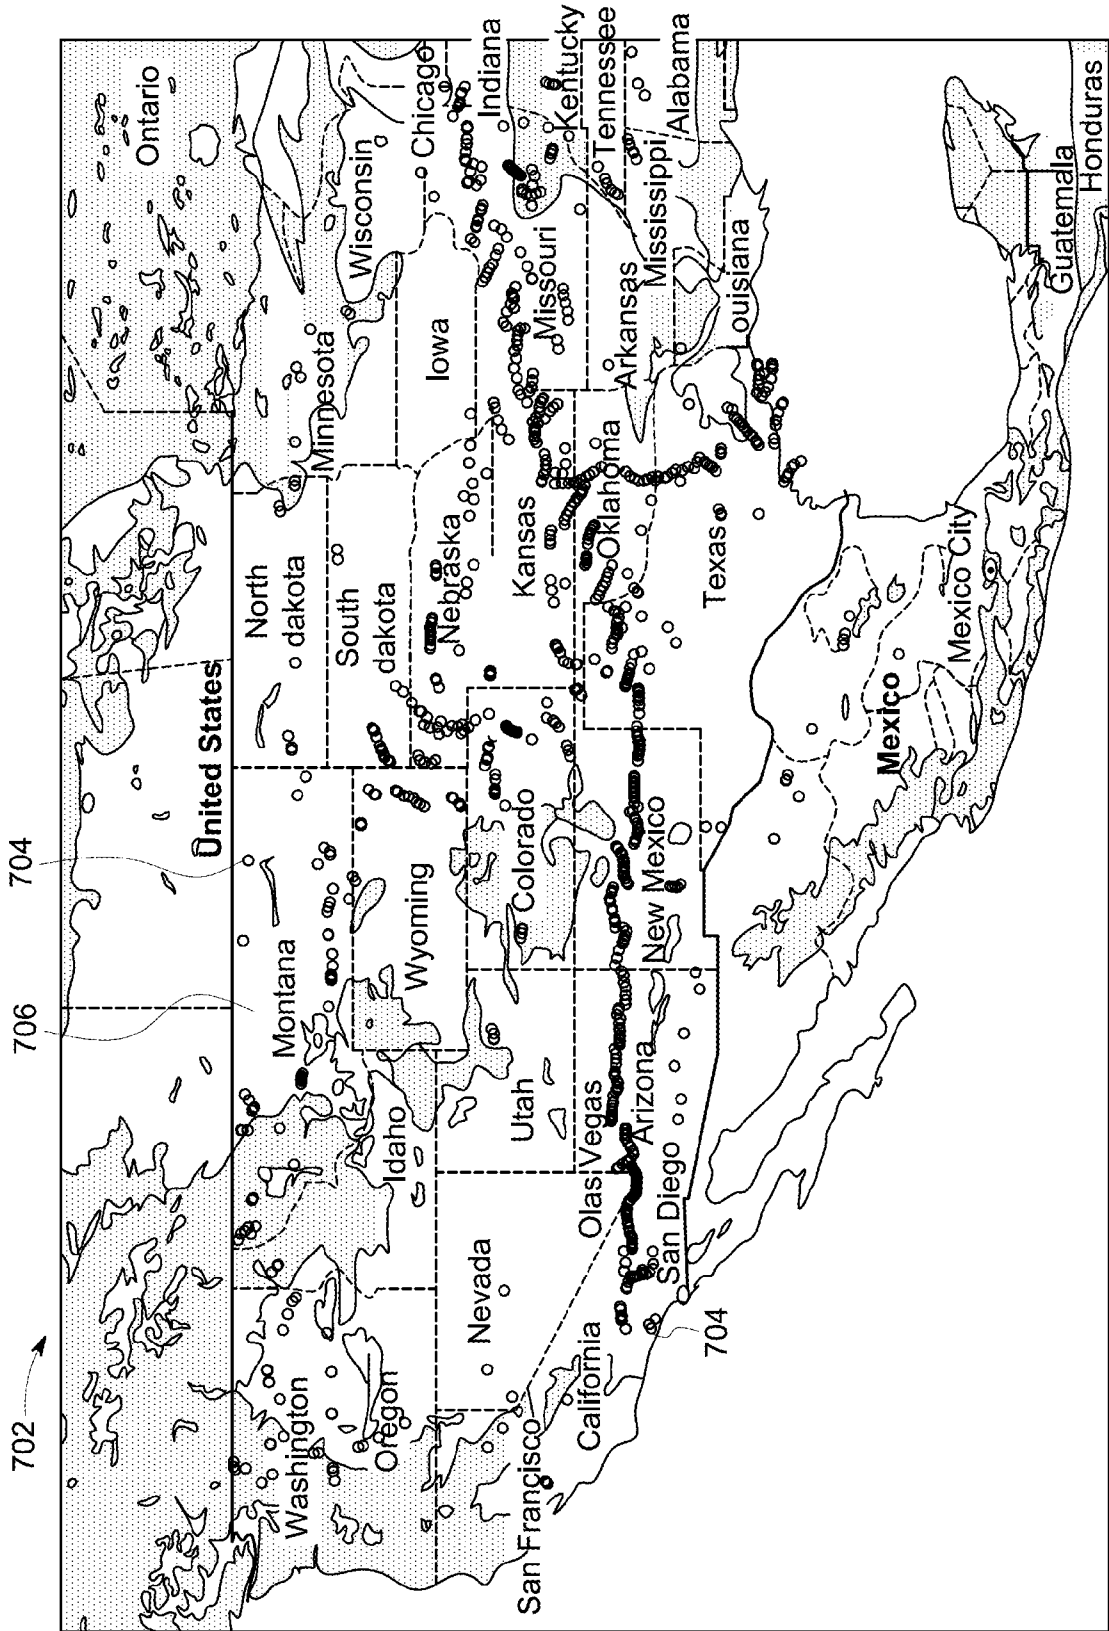 702
706
704
Ontario
United States
Washington
Montana
North
dakota
Minnesota
Wisconsin
Oregon
Idaho
South
dakota
Wyoming
Iowa
Chicago
Nebraska
Nevada
Utah
Colorado
Kansas
Missouri
Indiana
Kentucky
San Francisco
California
Olas Vegas
Arizona
New Mexico
Oklahoma
Arkansas
Tennessee
Mississippi
Alabama
San Diego
704
Texas
ouisiana
Mexico
Mexico City
Guatemala
Honduras